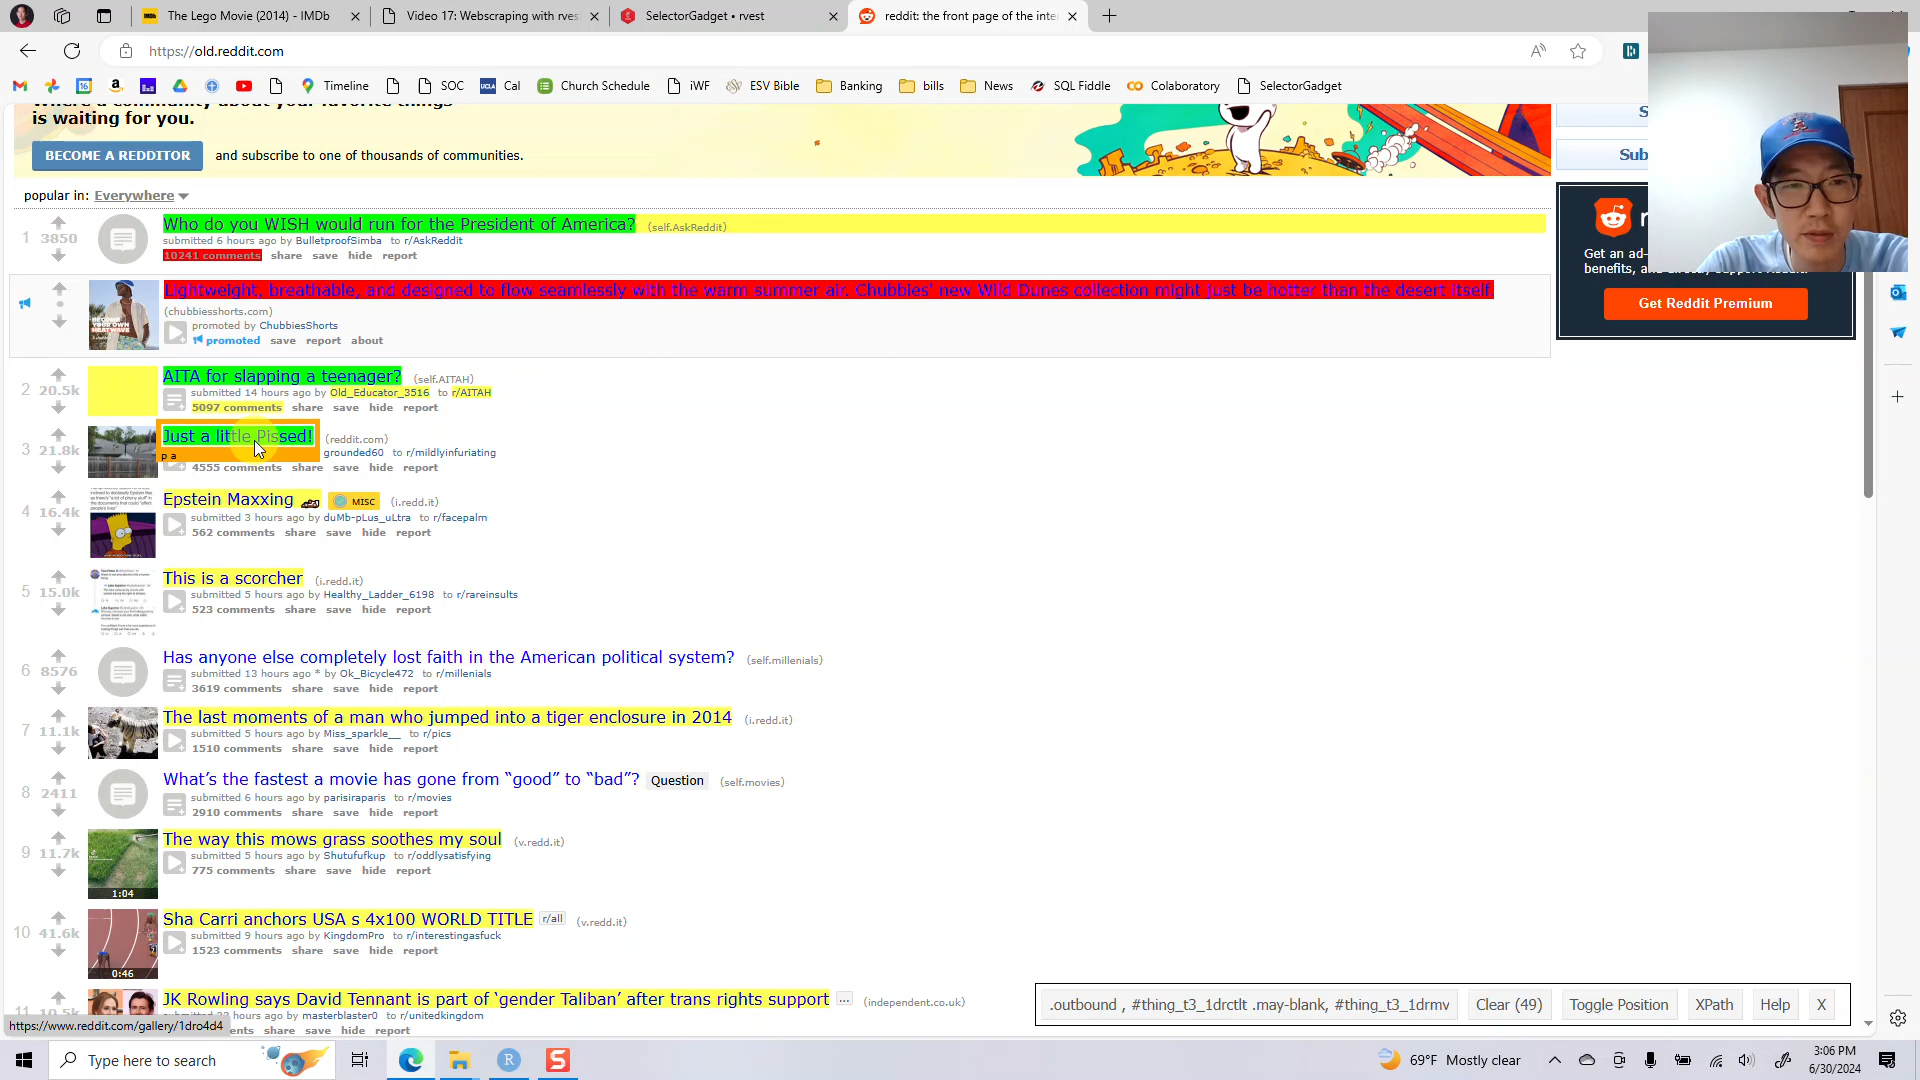 The Lego Movie (2014) - IMDb
Video 17: Webscraping with rves
SelectorGadget • rvest
reddit: the front page of the inte
https://old.reddit.com
Timeline
SOC
Cal
Church Schedule
iWF
ESV Bible
Banking
bills
News
SQL Fiddle
Colaboratory
SelectorGadget
is waiting for you.
BECOME A REDDITOR
and subscribe to one of thousands of communities.
popular in: Everywhere
1
3850
Who do you WISH would run for the President of America? (self.AskReddit)
submitted 6 hours ago by BulletproofSimba to r/AskReddit
10241 comments share save hide report
Lightweight, breathable, and designed to flow seamlessly with the warm summer air. Chubbies' new Wild Dunes collection might just be hotter than the desert itself.
(chubbiesshorts.com)
promoted by ChubbiesShorts
promoted save report about
2
20.5k
AITA for slapping a teenager? (self.AITAH)
submitted 14 hours ago by Old_Educator_3516 to r/AITAH
5097 comments share save hide report
3
21.8k
Just a little Pissed! (reddit.com)
p a
grounded60 to r/mildlyinfuriating
4555 comments share save hide report
4
16.4k
Epstein Maxxing MISC (i.redd.it)
submitted 3 hours ago by duMb-pLus_uLtra to r/facepalm
562 comments share save hide report
5
15.0k
This is a scorcher (i.redd.it)
submitted 5 hours ago by Healthy_Ladder_6198 to r/rareinsults
523 comments share save hide report
6
8576
Has anyone else completely lost faith in the American political system? (self.millenials)
submitted 13 hours ago * by Ok_Bicycle472 to r/millenials
3619 comments share save hide report
7
11.1k
The last moments of a man who jumped into a tiger enclosure in 2014 (i.redd.it)
submitted 5 hours ago by Miss_sparkle__ to r/pics
1510 comments share save hide report
8
2411
What's the fastest a movie has gone from “good” to “bad”? Question (self.movies)
submitted 6 hours ago by parisiraparis to r/movies
2910 comments share save hide report
9
11.7k
The way this mows grass soothes my soul (v.redd.it)
submitted 5 hours ago by Shutufufkup to r/oddlysatisfying
775 comments share save hide report
1:04
10
41.6k
Sha Carri anchors USA s 4x100 WORLD TITLE r/all (v.redd.it)
submitted 9 hours ago by KingdomPro to r/interestingasfuck
1523 comments share save hide report
0:46
JK Rowling says David Tennant is part of ‘gender Taliban’ after trans rights support ... (independent.co.uk)
hours ago by masterblaster0 to r/unitedkingdom
share save hide report
https://www.reddit.com/gallery/1dro4d4
Sub
Get an ad-
benefits,
Get Reddit Premium
.outbound , #thing_t3_1drctlt .may-blank, #thing_t3_1drmv
Clear (49)
Toggle Position
XPath
Help
X
Type here to search
69°F Mostly clear
3:06 PM
6/30/2024